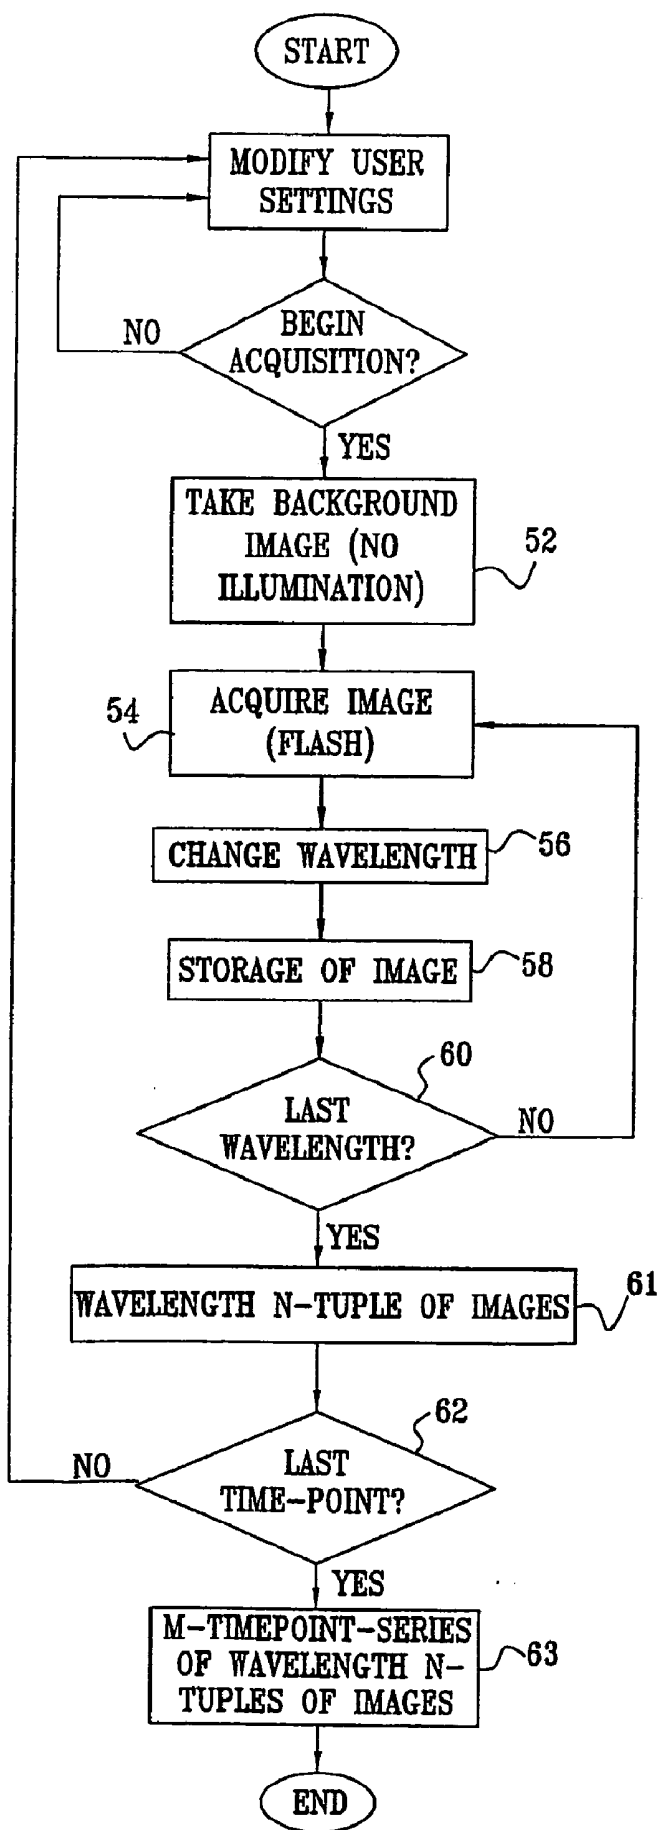 START
MODIFY USER
SETTINGS
NO
BEGIN
ACQUISITION?
YES
TAKE BACKGROUND
IMAGE (NO
ILLUMINATION)
52
54
ACQUIRE IMAGE
(FLASH)
CHANGE WAVELENGTH
56
STORAGE OF IMAGE
58
60
LAST
WAVELENGTH?
NO
YES
WAVELENGTH N-TUPLE OF IMAGES
61
62
NO
LAST
TIME-POINT?
YES
M-TIMEPOINT-SERIES
OF WAVELENGTH N-
TUPLES OF IMAGES
63
END